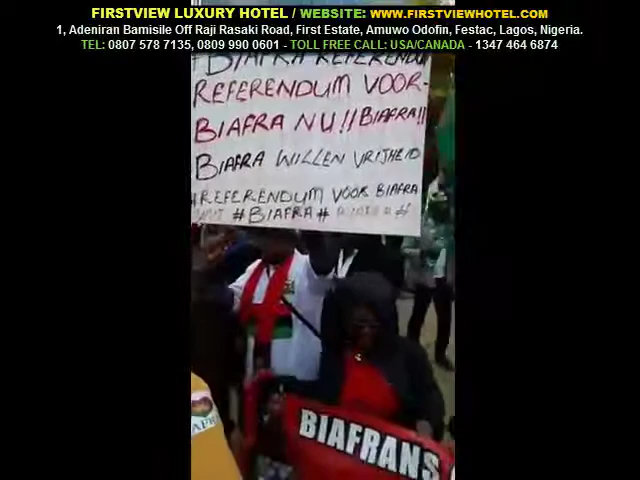 FIRSTVIEW LUXURY HOTEL / WEBSITE: WWW.FIRSTVIEWHOTEL.COM
1, Adeniran Bamisile Off Raji Rasaki Road, First Estate, Amuwo Odofin, Festac, Lagos, Nigeria.
TEL: 0807 578 7135, 0809 990 0601 - TOLL FREE CALL: USA/CANADA - 1347 464 6874
BIAFRA REFERENDUM
REFERENDUM VOOR-
BIAFRA NU!! BIAFRA!!
BIAFRA WILLEN VRIJHEID
#REFERENDUM VOOR BIAFRA
#BIAFRA#
BIAFRANS